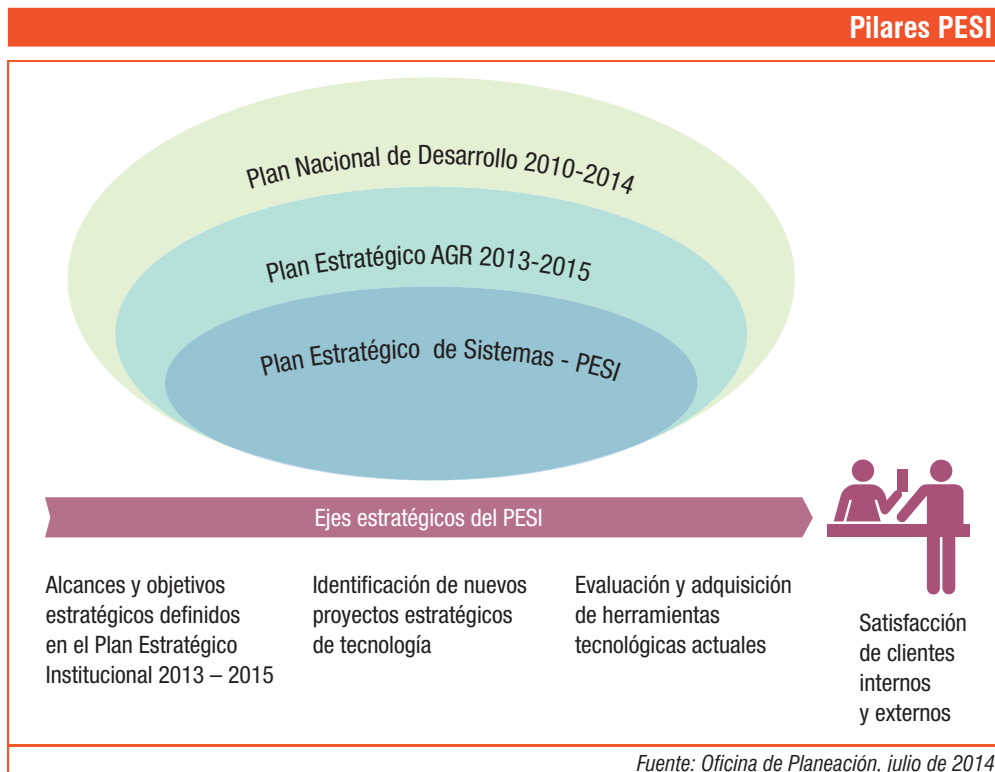 Pilares PESI
Plan Nacional de Desarrollo 2010-2014
Plan Estratégico AGR 2013-2015
Plan Estratégico de Sistemas - PESI
Ejes estratégicos del PESI
Alcances y objetivos
estratégicos definidos
en el Plan Estratégico
Institucional 2013 – 2015
Identificación de nuevos
proyectos estratégicos
de tecnología
Evaluación y adquisición
de herramientas
tecnológicas actuales
Satisfacción
de clientes
internos
y externos
Fuente: Oficina de Planeación, julio de 2014